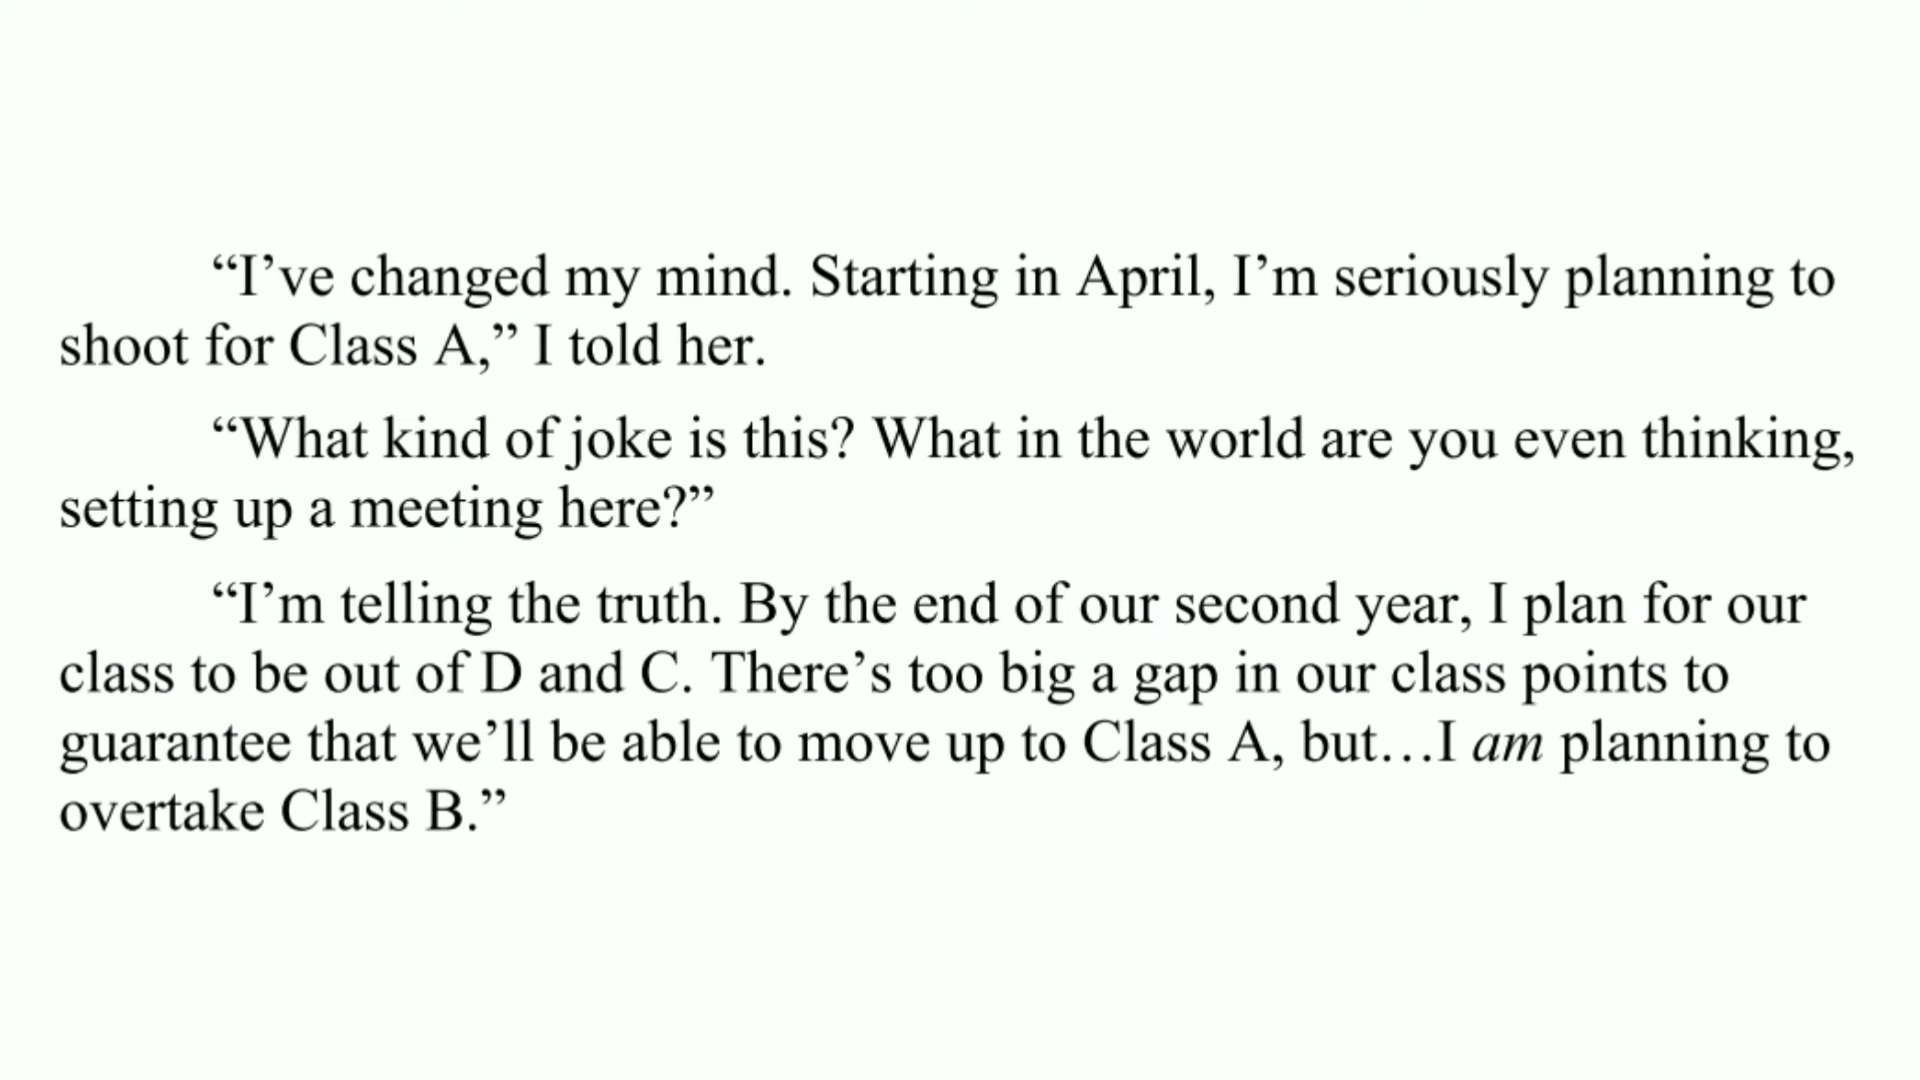 “I’ve changed my mind. Starting in April, I’m seriously planning to
shoot for Class A,” I told her.
“What kind of joke is this? What in the world are you even thinking,
setting up a meeting here?”
“I’m telling the truth. By the end of our second year, I plan for our
class to be out of D and C. There’s too big a gap in our class points to
guarantee that we’ll be able to move up to Class A, but…I am planning to
overtake Class B.”